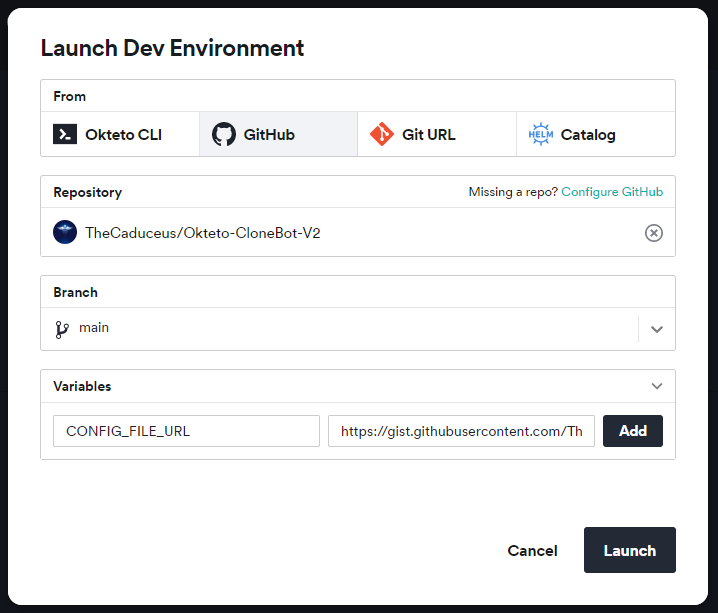 Launch Dev Environment
From
Okteto CLI
GitHub
Git URL
HELM
Catalog
Repository
Missing a repo? Configure GitHub
TheCaduceus/Okteto-CloneBot-V2
Branch
main
Variables
CONFIG_FILE_URL
https://gist.githubusercontent.com/Th
Add
Cancel
Launch